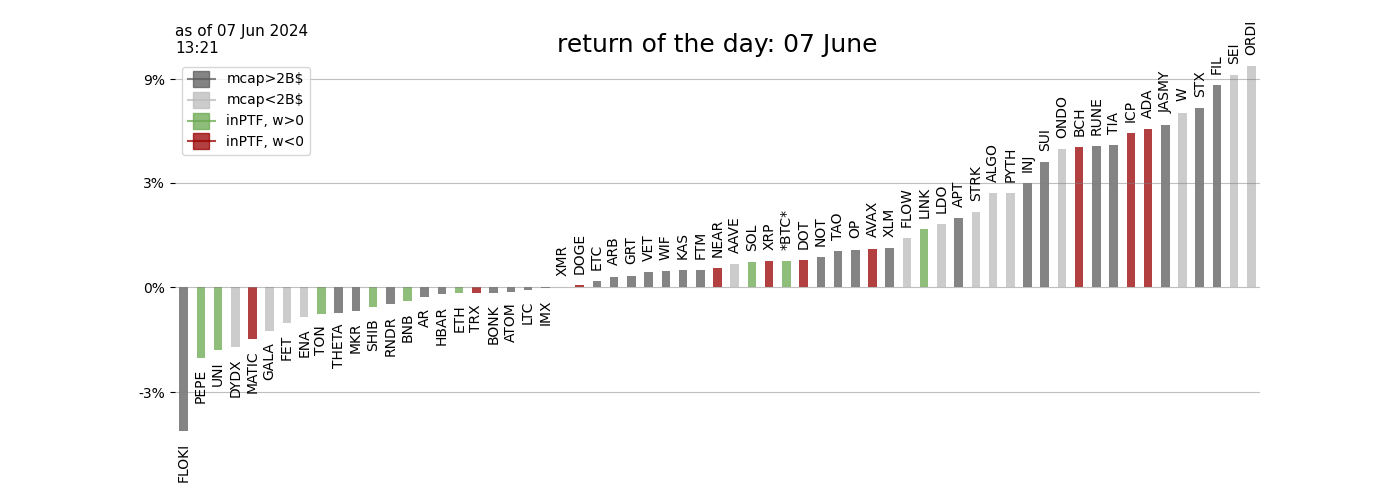 as of 07 Jun 2024
13:21
return of the day: 07 June
mcap>2B$
mcap<2B$
inPTF, w>0
inPTF, w<0
9%
3%
0%
-3%
FLOKI
PEPE
UNI
DYDX
MATIC
GALA
FET
ENA
TON
THETA
MKR
SHIB
RNDR
BNB
AR
HBAR
ETH
TRX
BONK
ATOM
LTC
IMX
XMR
DOGE
ETC
ARB
GRT
VET
WIF
KAS
FTM
NEAR
AAVE
SOL
XRP
*BTC*
DOT
NOT
TAO
OP
AVAX
XLM
FLOW
LINK
LDO
APT
STRK
ALGO
PYTH
INJ
SUI
ONDO
BCH
RUNE
TIA
ICP
ADA
JASMY
W
STX
FIL
SEI
ORDI